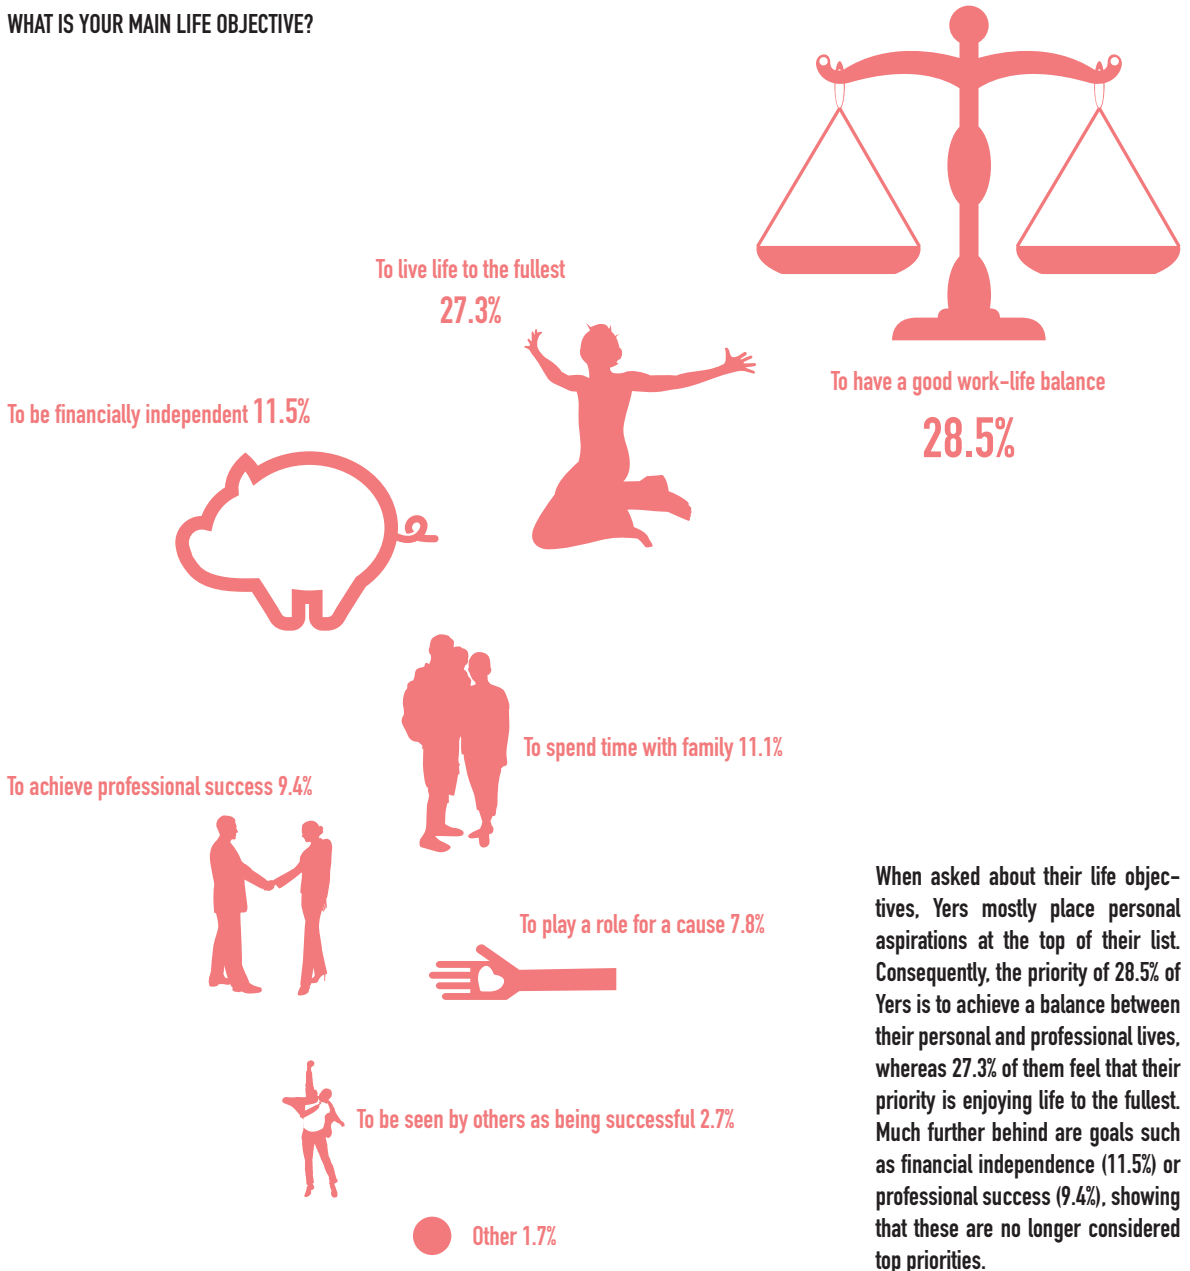 WHAT IS YOUR MAIN LIFE OBJECTIVE?
To live life to the fullest
27.3%
To have a good work-life balance
28.5%
To be financially independent 11.5%
To spend time with family 11.1%
To achieve professional success 9.4%
To play a role for a cause 7.8%
To be seen by others as being successful 2.7%
Other 1.7%
When asked about their life objec-
tives, Yers mostly place personal
aspirations at the top of their list.
Consequently, the priority of 28.5% of
Yers is to achieve a balance between
their personal and professional lives,
whereas 27.3% of them feel that their
priority is enjoying life to the fullest.
Much further behind are goals such
as financial independence (11.5%) or
professional success (9.4%), showing
that these are no longer considered
top priorities.